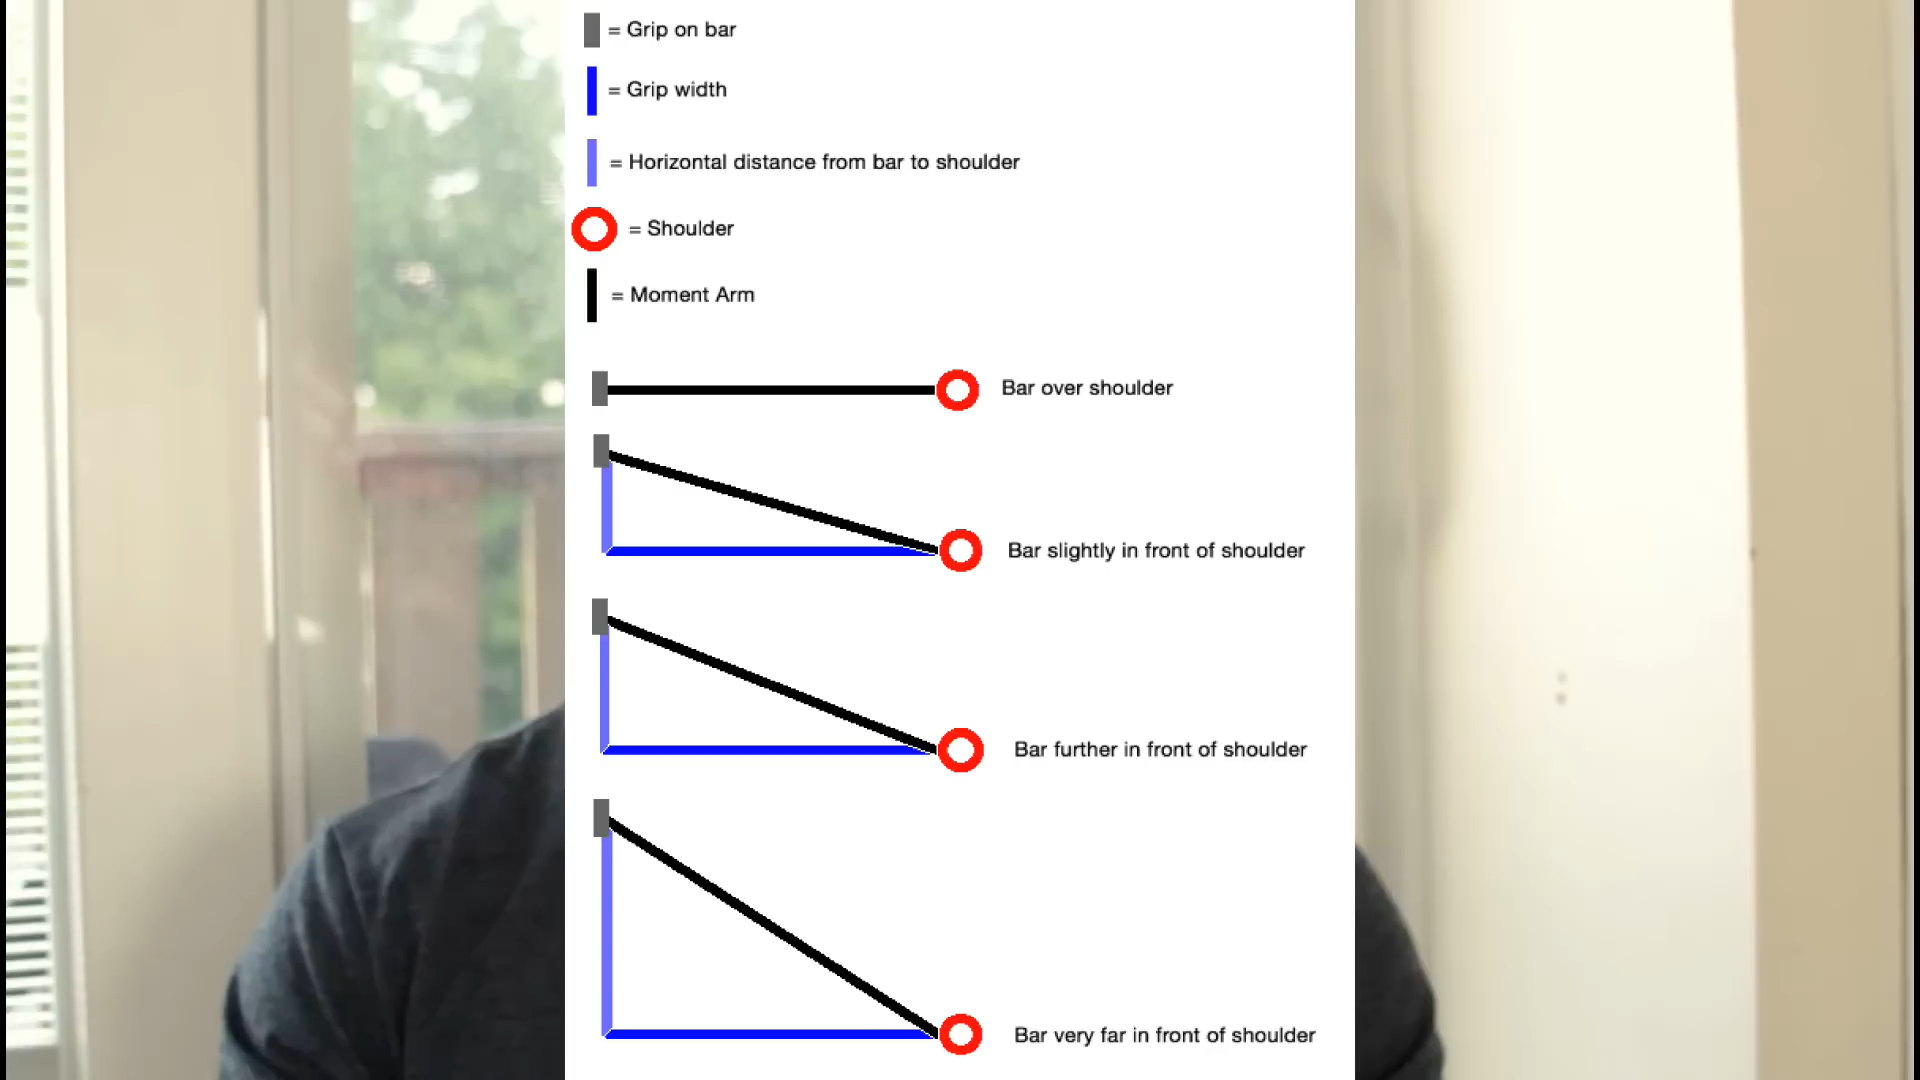 = Grip on bar
= Grip width
= Horizontal distance from bar to shoulder
= Shoulder
= Moment Arm
Bar over shoulder
Bar slightly in front of shoulder
Bar further in front of shoulder
Bar very far in front of shoulder